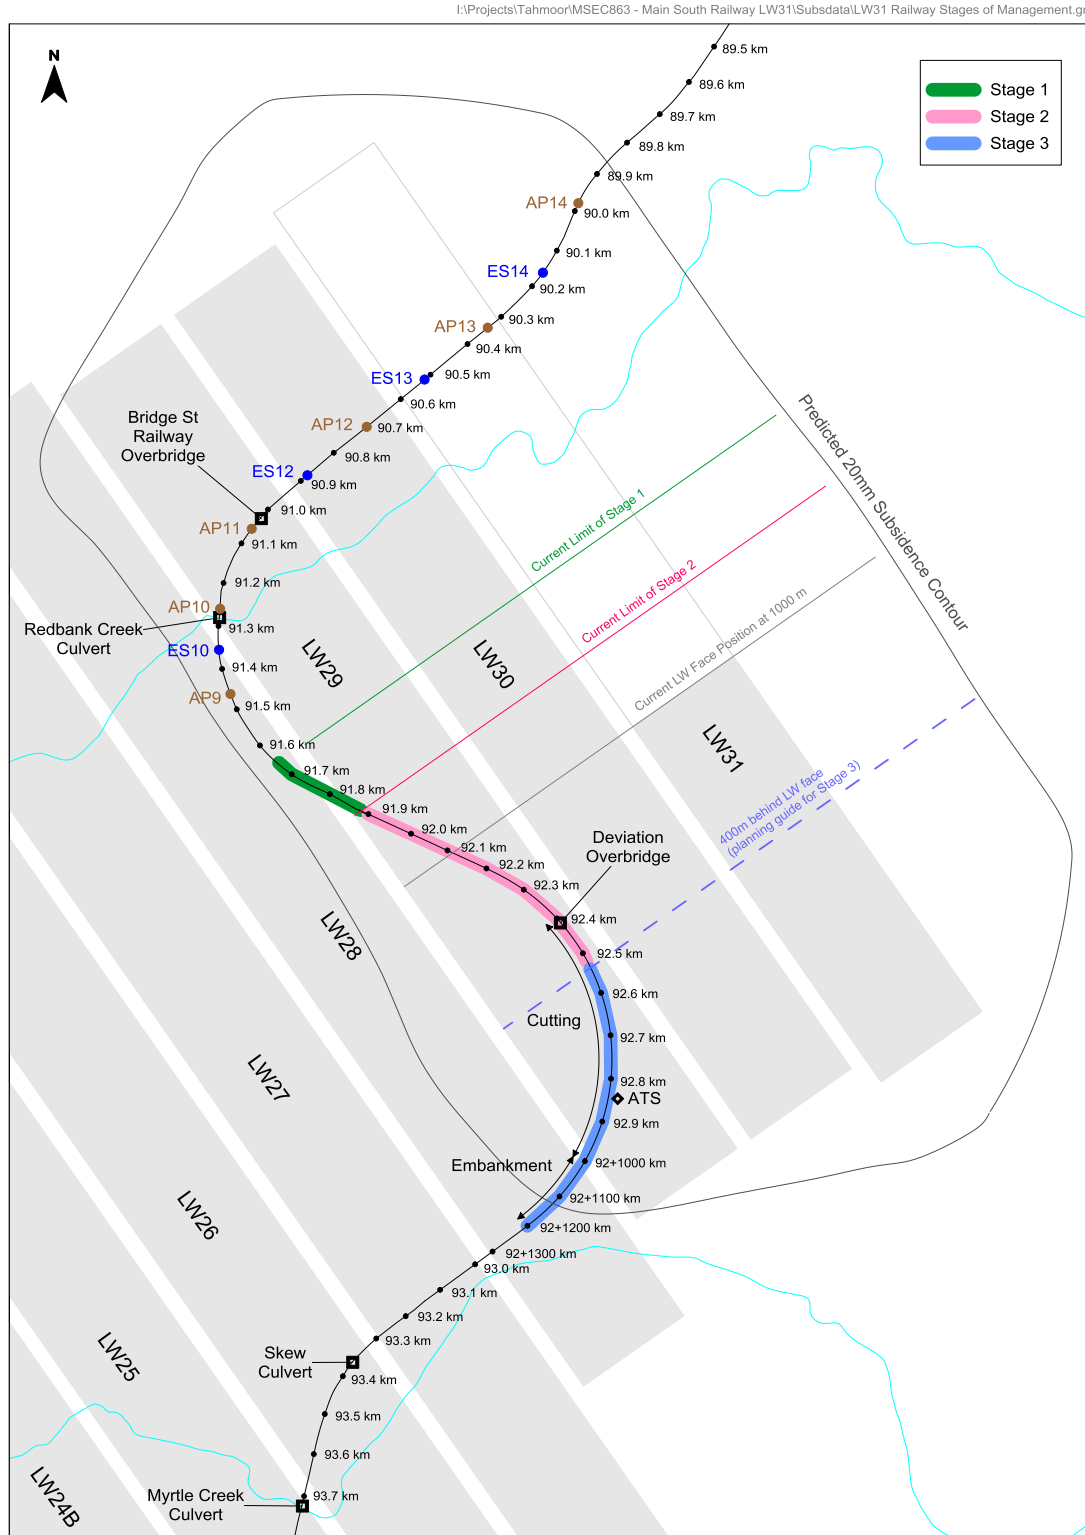 I:\Projects\Tahmoor\MSEC863 - Main South Railway LW31\Subsdata\LW31 Railway Stages of Management.gr
N
Stage 1
Stage 2
Stage 3
89.5 km
89.6 km
89.7 km
89.8 km
89.9 km
AP14
90.0 km
90.1 km
ES14
90.2 km
90.3 km
AP13
90.4 km
ES13
90.5 km
90.6 km
AP12
90.7 km
Bridge St
Railway
Overbridge
90.8 km
ES12
90.9 km
91.0 km
AP11
91.1 km
91.2 km
AP10
Redbank Creek
Culvert
91.3 km
ES10
91.4 km
AP9
91.5 km
91.6 km
91.7 km
91.8 km
91.9 km
92.0 km
92.1 km
92.2 km
92.3 km
Predicted 20mm Subsidence Contour
Current Limit of Stage 1
Current Limit of Stage 2
Current LW Face Position at 1000 m
400m behind LW face
(planning guide for Stage 3)
LW29
LW30
LW31
Deviation
Overbridge
92.4 km
92.5 km
LW28
92.6 km
Cutting
92.7 km
92.8 km
ATS
92.9 km
LW27
Embankment
92+1000 km
92+1100 km
92+1200 km
LW26
92+1300 km
93.0 km
93.1 km
93.2 km
93.3 km
LW25
Skew
Culvert
93.4 km
93.5 km
93.6 km
LW24B
Myrtle Creek
Culvert
93.7 km